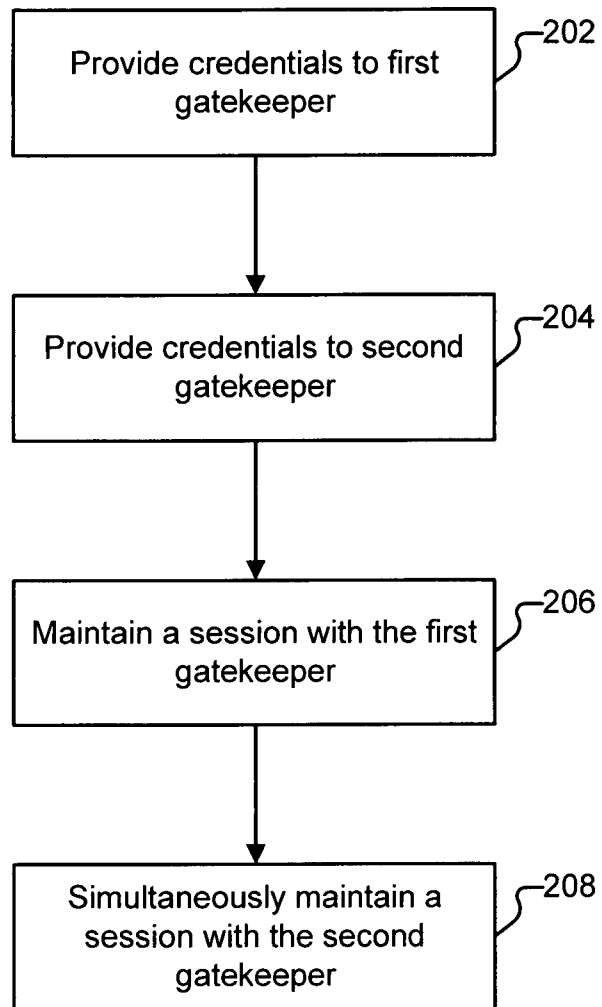 202
Provide credentials to first
gatekeeper
204
Provide credentials to second
gatekeeper
206
Maintain a session with the first
gatekeeper
208
Simultaneously maintain a
session with the second
gatekeeper